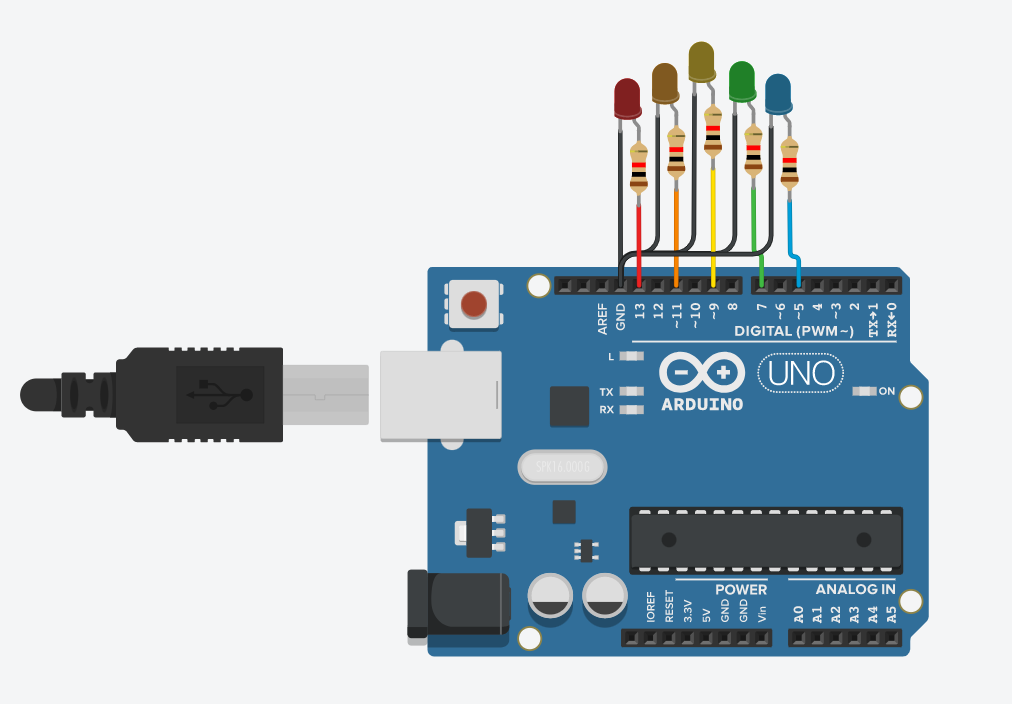 AREF
GND
13
12
~11
~10
~9
8
7
~6
~5
4
~3
2
TX→1
RX←0
DIGITAL (PWM~)
L
TX
RX
ARDUINO
UNO
ON
SPK16.000G
POWER
ANALOG IN
IOREF
RESET
3.3V
5V
GND
GND
Vin
A0
A1
A2
A3
A4
A5